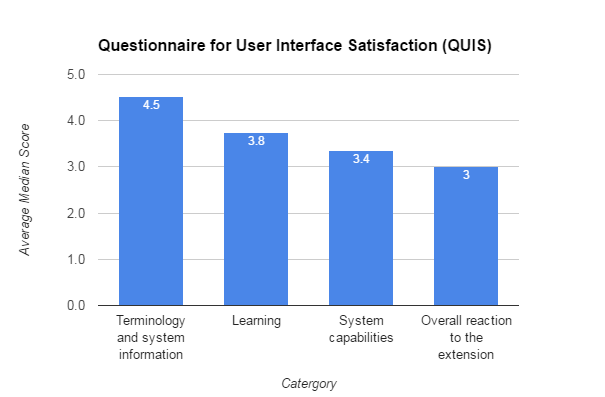 Questionnaire for User Interface Satisfaction (QUIS)
5.0
4.0
3.0
2.0
1.0
0.0
Average Median Score
4.5
3.8
3.4
3
Terminology
and system
information
Learning
System
capabilities
Overall reaction
to the
extension
Catergory